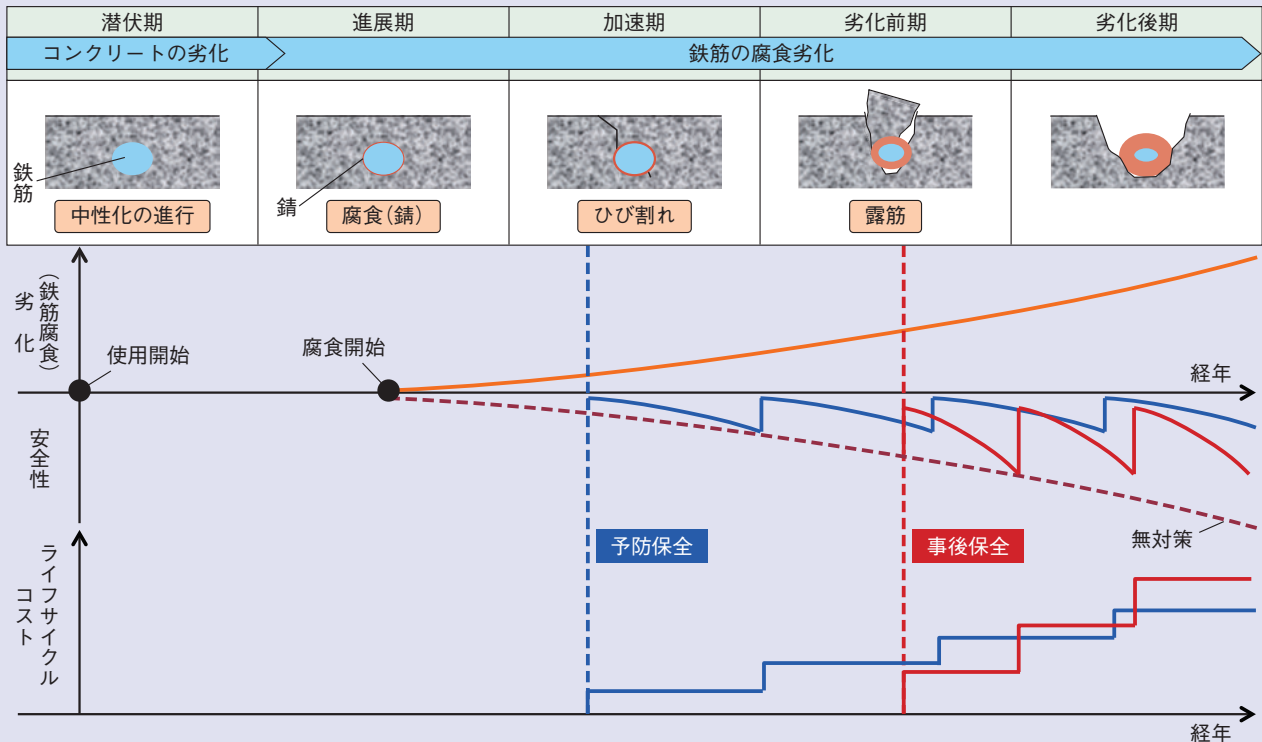 潜伏期
進展期
加速期
劣化前期
劣化後期
コンクリートの劣化
鉄筋の腐食劣化
鉄筋
錆
中性化の進行
腐食(錆)
ひび割れ
露筋
劣化
(鉄筋腐食)
使用開始
腐食開始
経年
安全性
無対策
予防保全
事後保全
ライフサイクル
コスト
経年